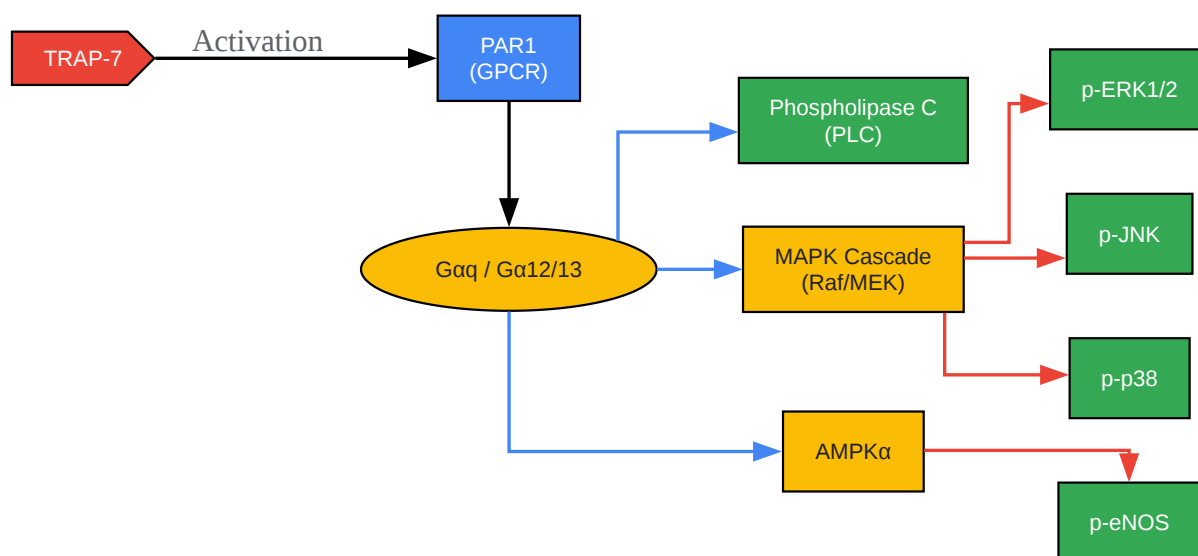 TRAP-7
Activation
PAR1
(GPCR)
Phospholipase C
(PLC)
p-ERK1/2
p-JNK
Gαq / Gα12/13
MAPK Cascade
(Raf/MEK)
p-p38
AMPKα
p-eNOS